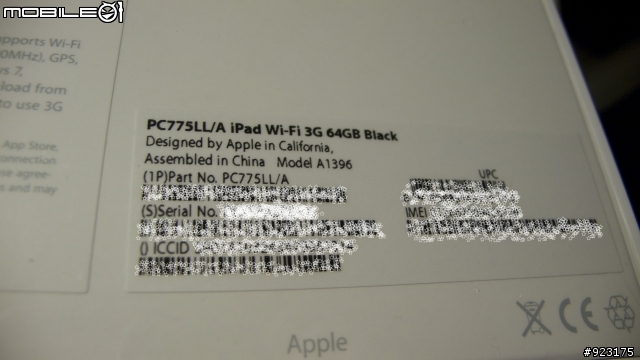 MOBILE01
pports Wi-Fi
0MHz), GPS,
s 7,
load from
to use 3G
App Store,
connection
se agree-
s and may
PC775LL/A iPad Wi-Fi 3G 64GB Black
Designed by Apple in California,
Assembled in China Model A1396
(1P)Part No. PC775LL/A
UPC
(S)Serial No.
IMEI
() ICCID
Apple
CE
#923175